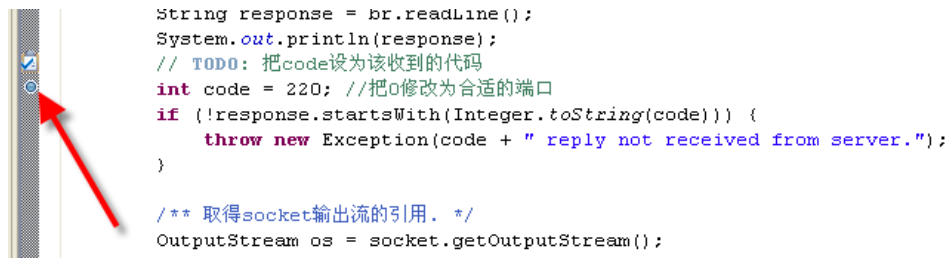 String response = br.readLine();
System.out.println(response);
// TODO: 把code设为该收到的代码
int code = 220; //把0修改为合适的端口
if (!response.startsWith(Integer.toString(code))) {
throw new Exception(code + " reply not received from server.");
}
/** 取得socket输出流的引用. */
OutputStream os = socket.getOutputStream();